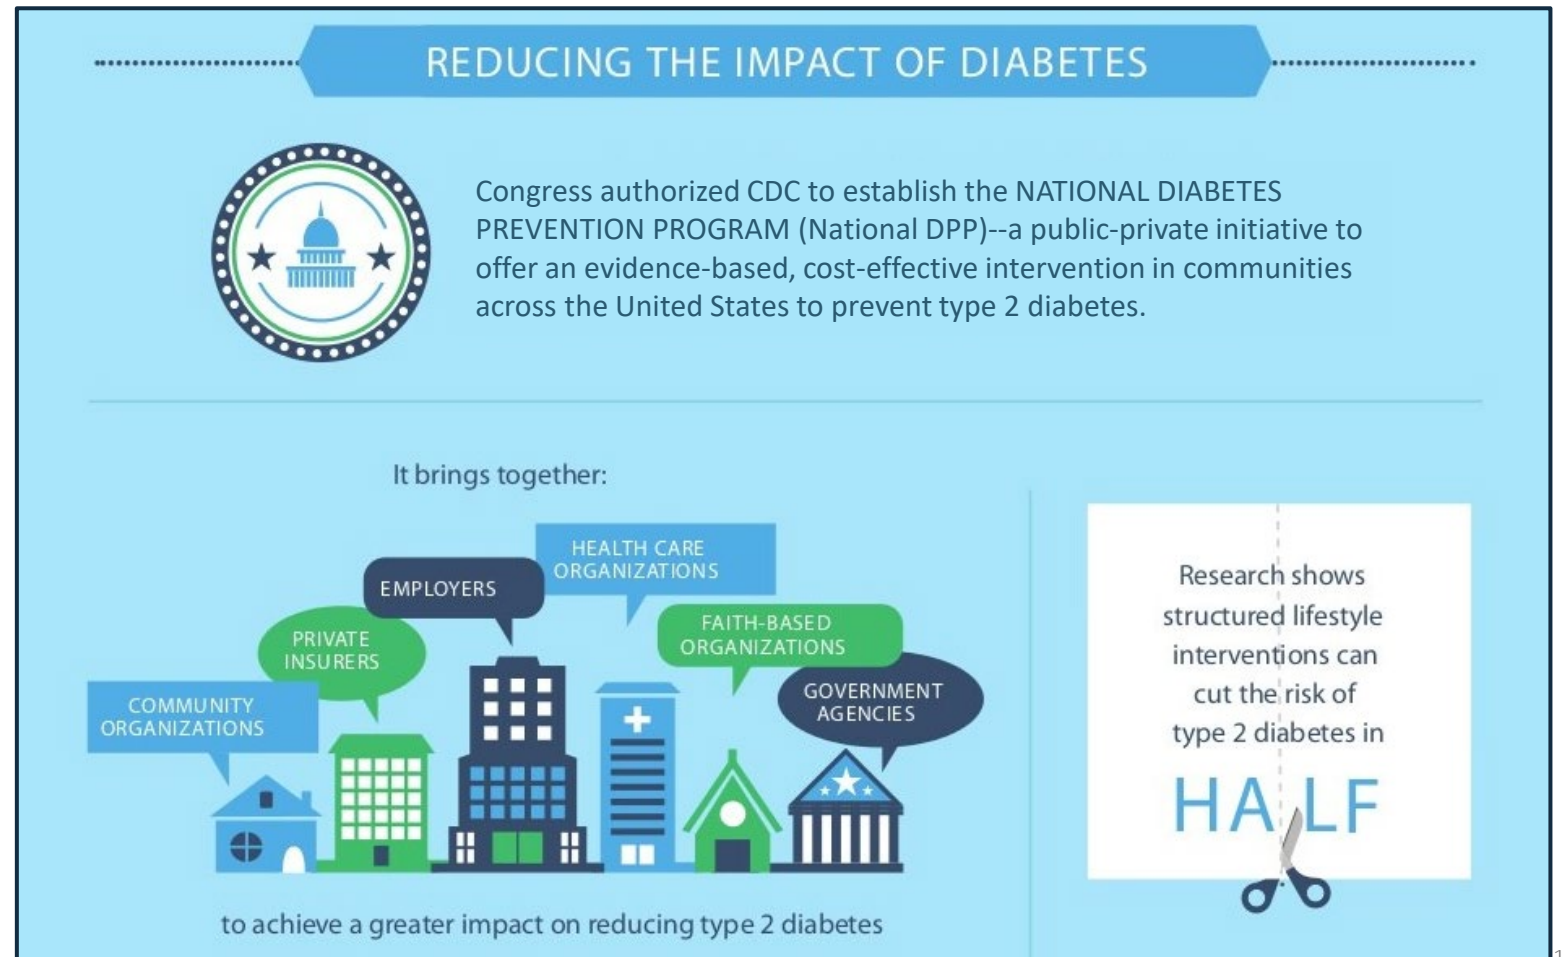 REDUCING THE IMPACT OF DIABETES
Congress authorized CDC to establish the NATIONAL DIABETES
PREVENTION PROGRAM (National DPP)--a public-private initiative to
offer an evidence-based, cost-effective intervention in communities
across the United States to prevent type 2 diabetes.
It brings together:
COMMUNITY
ORGANIZATIONS
PRIVATE
INSURERS
EMPLOYERS
HEALTH CARE
ORGANIZATIONS
FAITH-BASED
ORGANIZATIONS
GOVERNMENT
AGENCIES
to achieve a greater impact on reducing type 2 diabetes
Research shows
structured lifestyle
interventions can
cut the risk of
type 2 diabetes in
HALF
1